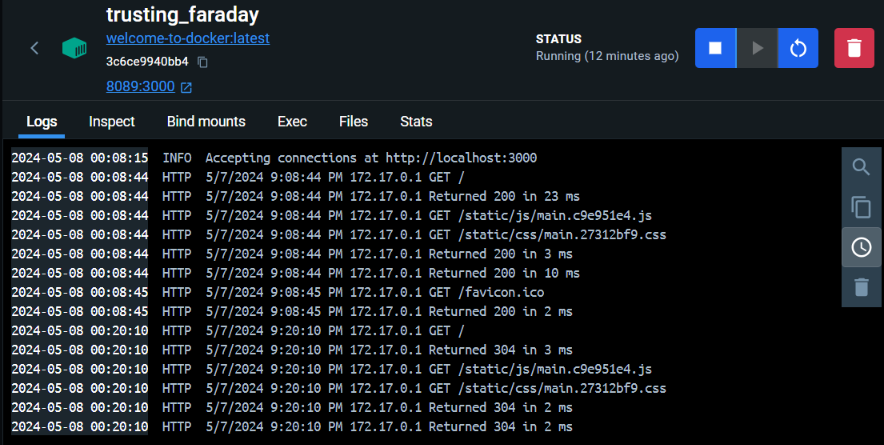 trusting_faraday
welcome-to-docker:latest
3c6ce9940bb4
8089:3000
STATUS
Running (12 minutes ago)
Logs Inspect Bind mounts Exec Files Stats
2024-05-08 00:08:15 INFO Accepting connections at http://localhost:3000
2024-05-08 00:08:44 HTTP 5/7/2024 9:08:44 PM 172.17.0.1 GET /
2024-05-08 00:08:44 HTTP 5/7/2024 9:08:44 PM 172.17.0.1 Returned 200 in 23 ms
2024-05-08 00:08:44 HTTP 5/7/2024 9:08:44 PM 172.17.0.1 GET /static/js/main.c9e951e4.js
2024-05-08 00:08:44 HTTP 5/7/2024 9:08:44 PM 172.17.0.1 GET /static/css/main.27312bf9.css
2024-05-08 00:08:44 HTTP 5/7/2024 9:08:44 PM 172.17.0.1 Returned 200 in 3 ms
2024-05-08 00:08:44 HTTP 5/7/2024 9:08:44 PM 172.17.0.1 Returned 200 in 10 ms
2024-05-08 00:08:45 HTTP 5/7/2024 9:08:45 PM 172.17.0.1 GET /favicon.ico
2024-05-08 00:08:45 HTTP 5/7/2024 9:08:45 PM 172.17.0.1 Returned 200 in 2 ms
2024-05-08 00:20:10 HTTP 5/7/2024 9:20:10 PM 172.17.0.1 GET /
2024-05-08 00:20:10 HTTP 5/7/2024 9:20:10 PM 172.17.0.1 Returned 304 in 3 ms
2024-05-08 00:20:10 HTTP 5/7/2024 9:20:10 PM 172.17.0.1 GET /static/js/main.c9e951e4.js
2024-05-08 00:20:10 HTTP 5/7/2024 9:20:10 PM 172.17.0.1 GET /static/css/main.27312bf9.css
2024-05-08 00:20:10 HTTP 5/7/2024 9:20:10 PM 172.17.0.1 Returned 304 in 2 ms
2024-05-08 00:20:10 HTTP 5/7/2024 9:20:10 PM 172.17.0.1 Returned 304 in 2 ms